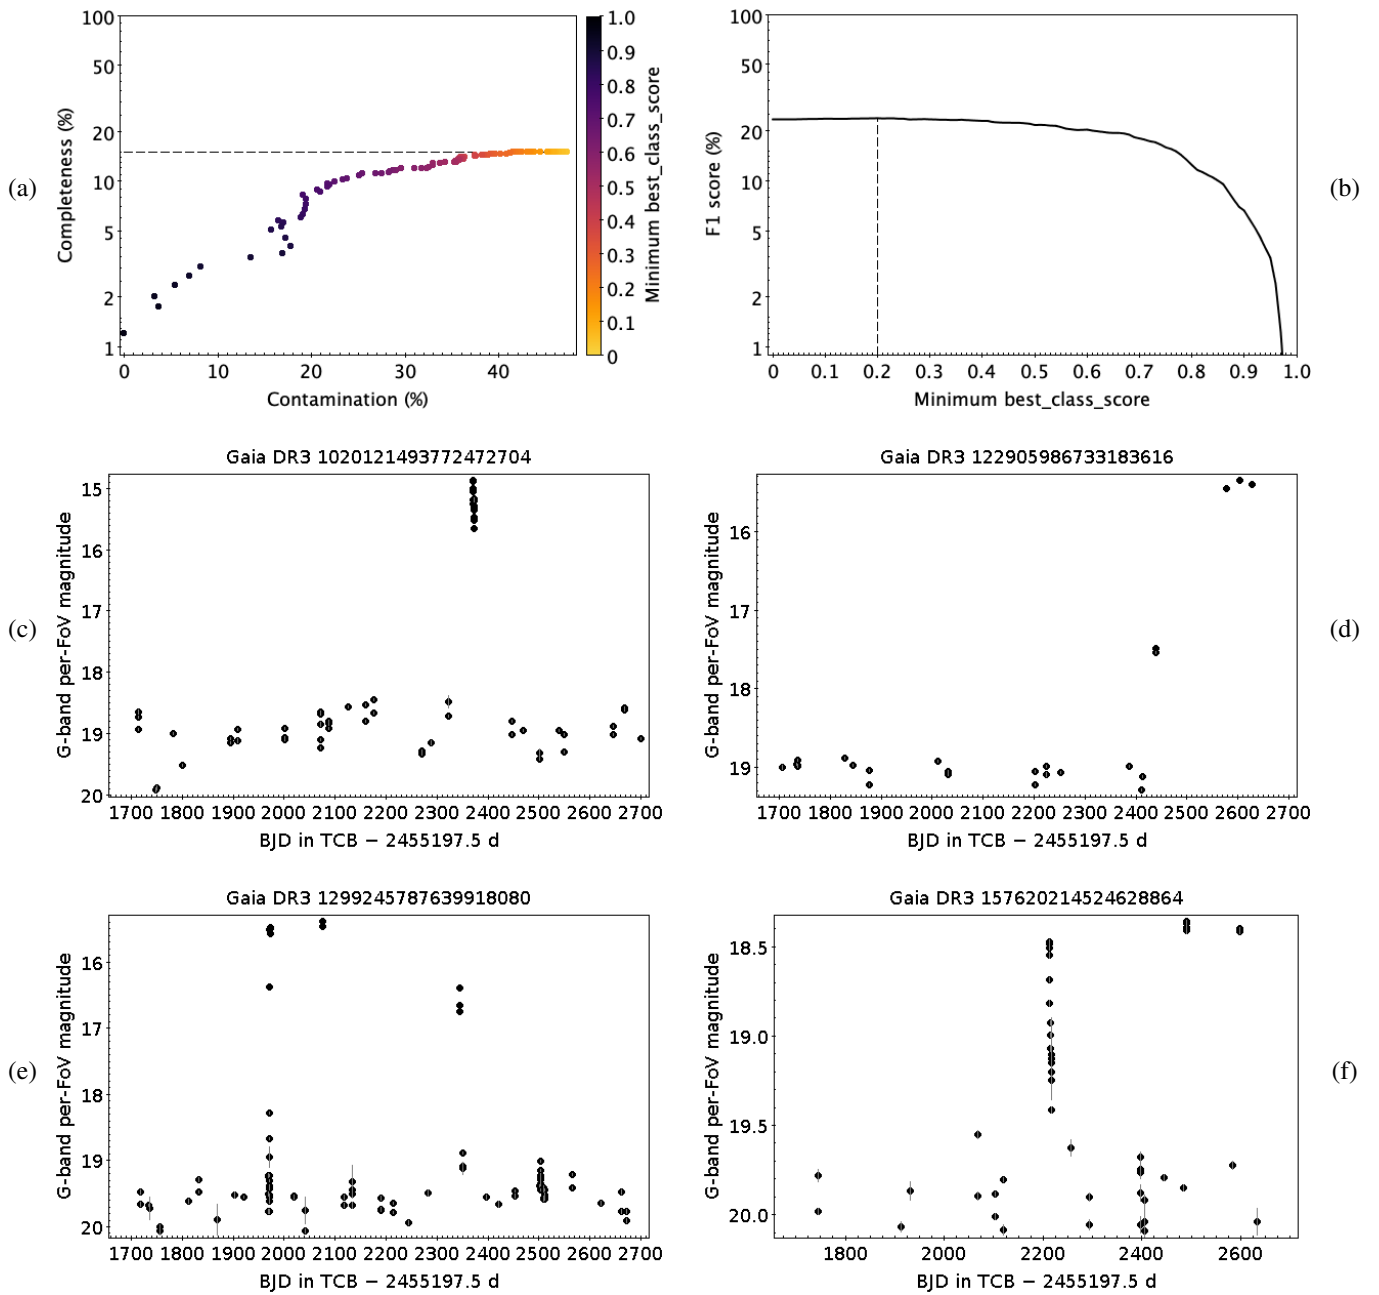 (a)
Completeness (%)
100
50
20
10
5
2
1
0 10 20 30 40
Contamination (%)
1.0
0.9
0.8
0.7
0.6
0.5
0.4
0.3
0.2
0.1
0
Minimum best_class_score
F1 score (%)
100
50
20
10
5
2
1
0 0.1 0.2 0.3 0.4 0.5 0.6 0.7 0.8 0.9 1.0
Minimum best_class_score
(b)
Gaia DR3 1020121493772472704
(c)
G-band per-FoV magnitude
15
16
17
18
19
20
1700 1800 1900 2000 2100 2200 2300 2400 2500 2600 2700
BJD in TCB − 2455197.5 d
Gaia DR3 122905986733183616
G-band per-FoV magnitude
16
17
18
19
1700 1800 1900 2000 2100 2200 2300 2400 2500 2600 2700
BJD in TCB − 2455197.5 d
(d)
Gaia DR3 1299245787639918080
(e)
G-band per-FoV magnitude
16
17
18
19
20
1700 1800 1900 2000 2100 2200 2300 2400 2500 2600 2700
BJD in TCB − 2455197.5 d
Gaia DR3 157620214524628864
G-band per-FoV magnitude
18.5
19.0
19.5
20.0
1800 2000 2200 2400 2600
BJD in TCB − 2455197.5 d
(f)